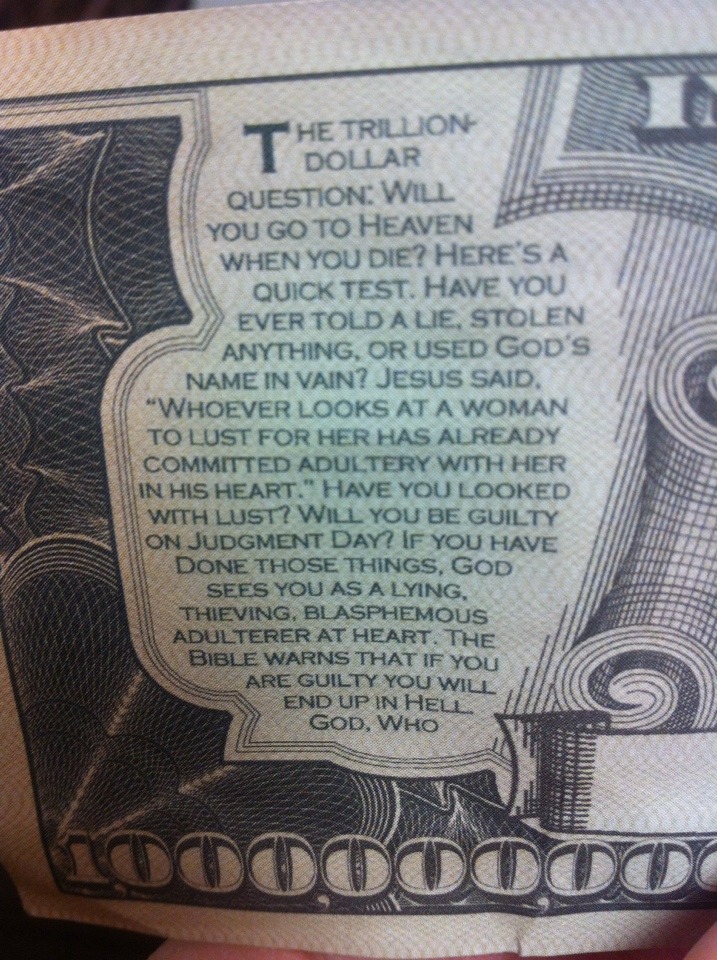 THE TRILLION-
DOLLAR
QUESTION: WILL
YOU GO TO HEAVEN
WHEN YOU DIE? HERE'S A
QUICK TEST. HAVE YOU
EVER TOLD A LIE, STOLEN
ANYTHING, OR USED GOD'S
NAME IN VAIN? JESUS SAID,
"WHOEVER LOOKS AT A WOMAN
TO LUST FOR HER HAS ALREADY
COMMITTED ADULTERY WITH HER
IN HIS HEART." HAVE YOU LOOKED
WITH LUST? WILL YOU BE GUILTY
ON JUDGMENT DAY? IF YOU HAVE
DONE THOSE THINGS, GOD
SEES YOU AS A LYING,
THIEVING, BLASPHEMOUS
ADULTERER AT HEART. THE
BIBLE WARNS THAT IF YOU
ARE GUILTY YOU WILL
END UP IN HELL.
GOD, WHO